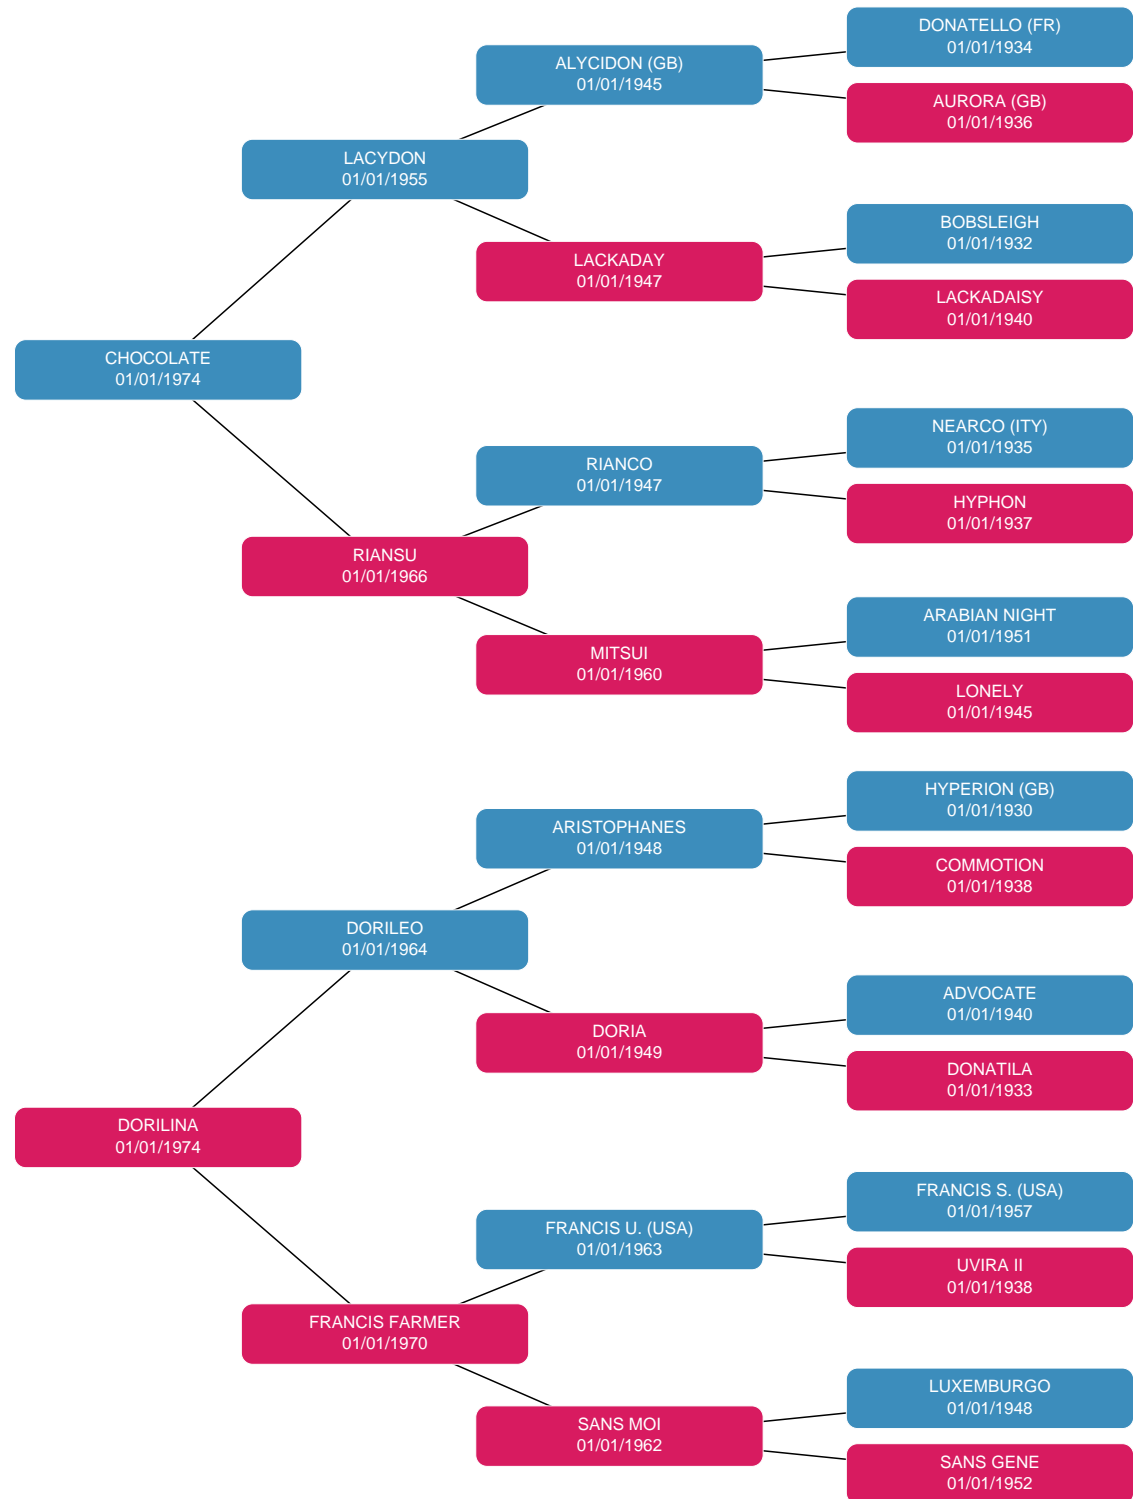 DONATELLO (FR)
01/01/1934
ALYCIDON (GB)
01/01/1945
AURORA (GB)
01/01/1936
LACYDON
01/01/1955
BOBSLEIGH
01/01/1932
LACKADAY
01/01/1947
LACKADAISY
01/01/1940
CHOCOLATE
01/01/1974
NEARCO (ITY)
01/01/1935
RIANCO
01/01/1947
HYPHON
01/01/1937
RIANSU
01/01/1966
ARABIAN NIGHT
01/01/1951
MITSUI
01/01/1960
LONELY
01/01/1945
HYPERION (GB)
01/01/1930
ARISTOPHANES
01/01/1948
COMMOTION
01/01/1938
DORILEO
01/01/1964
ADVOCATE
01/01/1940
DORIA
01/01/1949
DONATILA
01/01/1933
DORILINA
01/01/1974
FRANCIS S. (USA)
01/01/1957
FRANCIS U. (USA)
01/01/1963
UVIRA II
01/01/1938
FRANCIS FARMER
01/01/1970
LUXEMBURGO
01/01/1948
SANS MOI
01/01/1962
SANS GENE
01/01/1952